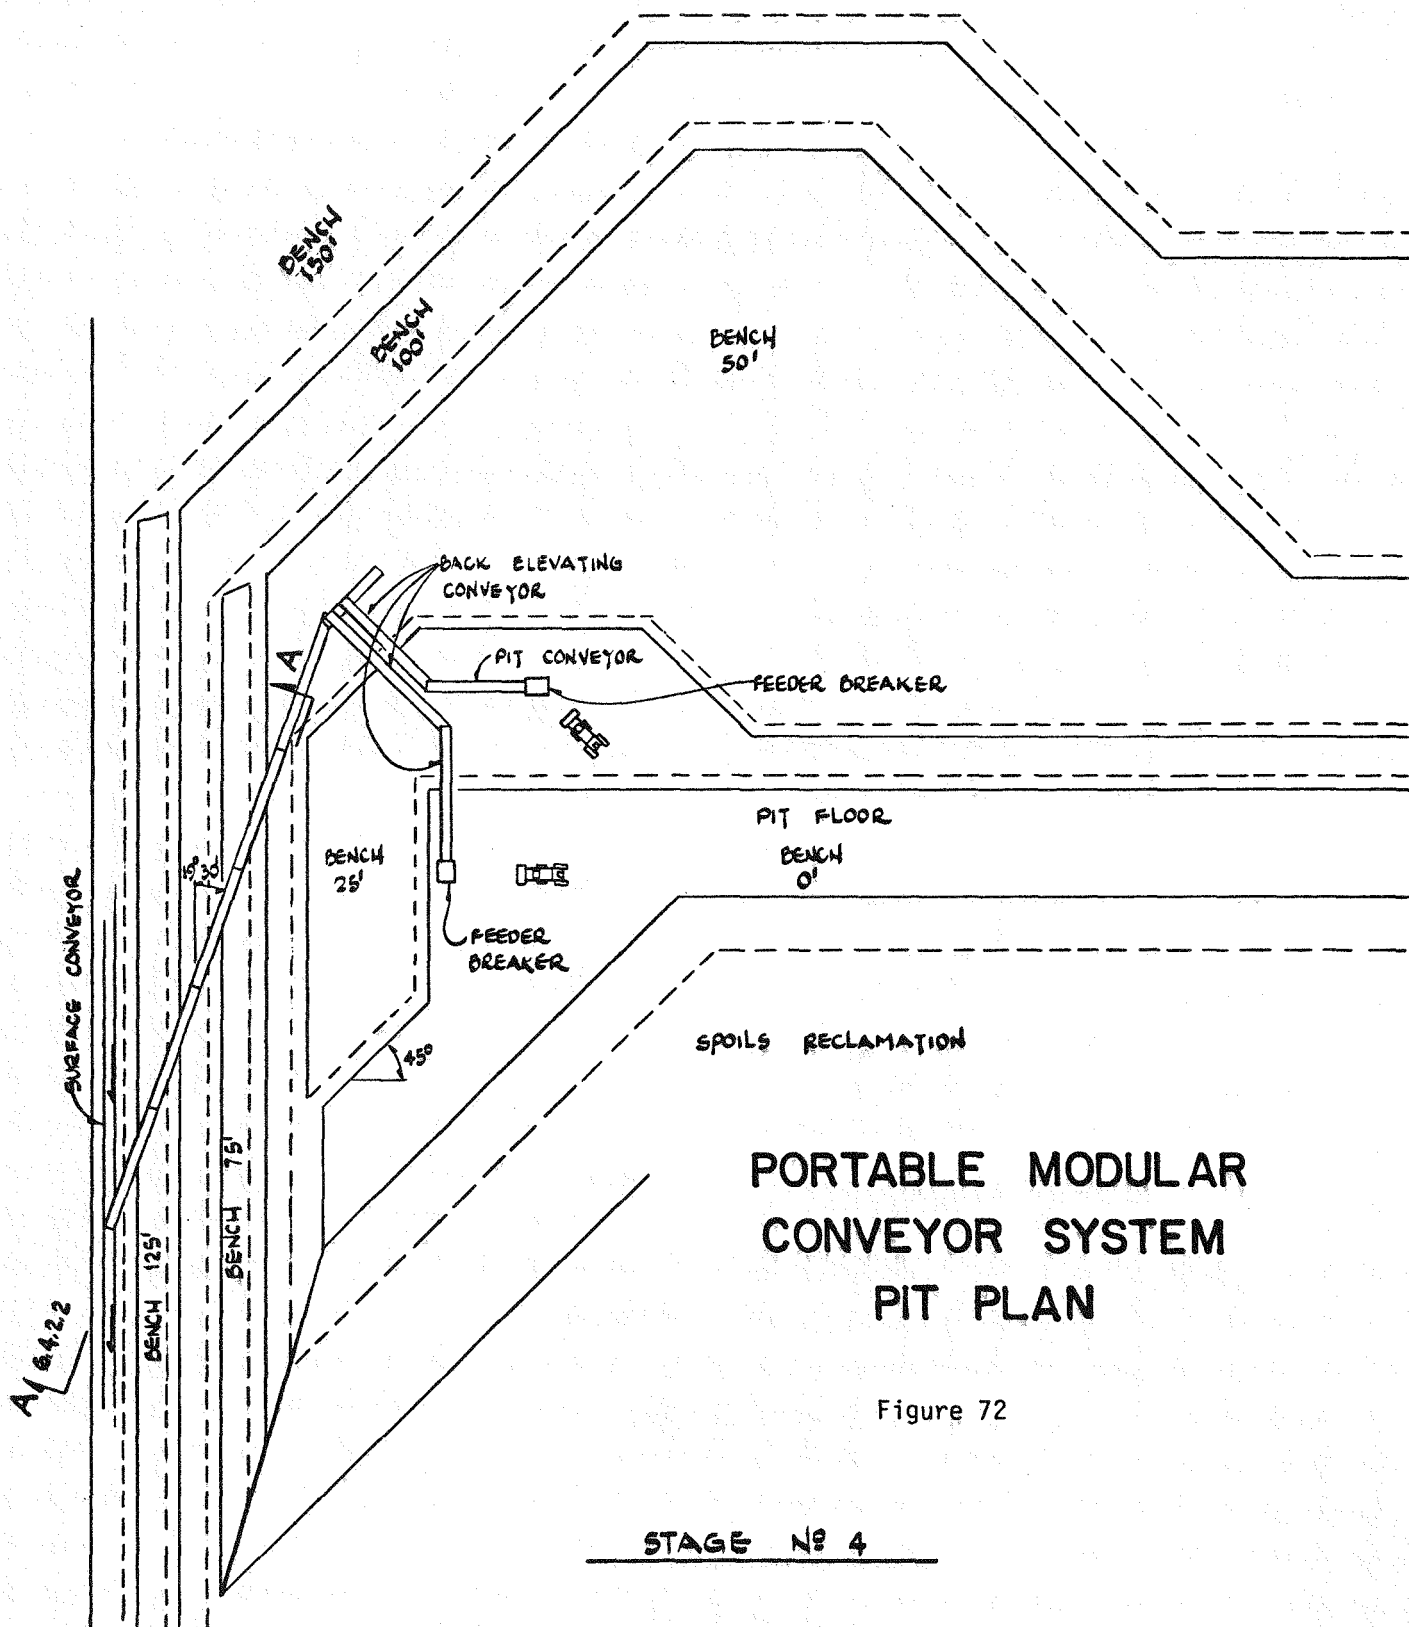 BENCH
150'
BENCH
100'
BENCH
50'
BACK ELEVATING
CONVEYOR
A
PIT CONVEYOR
FEEDER BREAKER
PIT FLOOR
BENCH
0'
BENCH
25'
SURFACE CONVEYOR
FEEDER
BREAKER
45°
SPOILS RECLAMATION
BENCH 75'
BENCH 125'
A 6.4.2.2
PORTABLE MODULAR
CONVEYOR SYSTEM
PIT PLAN
Figure 72
STAGE Nº 4